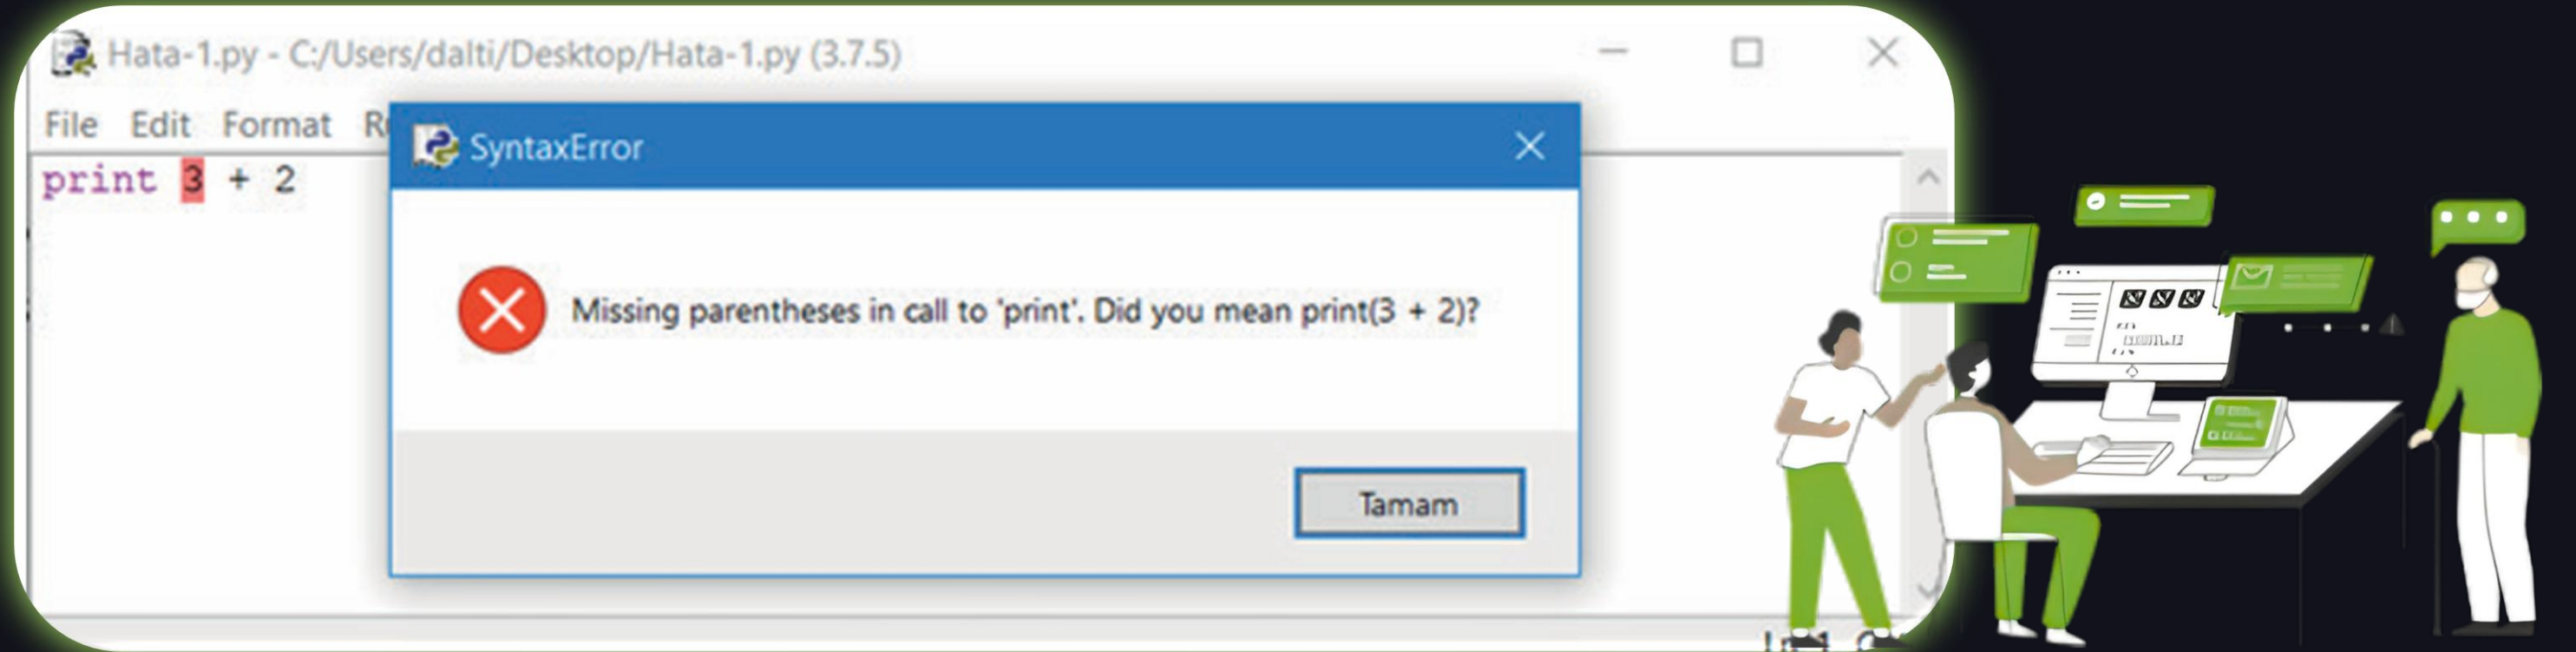 Hata-1.py - C:/Users/dalti/Desktop/Hata-1.py (3.7.5)
File Edit Format
print 3 + 2
SyntaxError
Missing parentheses in call to 'print'. Did you mean print(3 + 2)?
Tamam